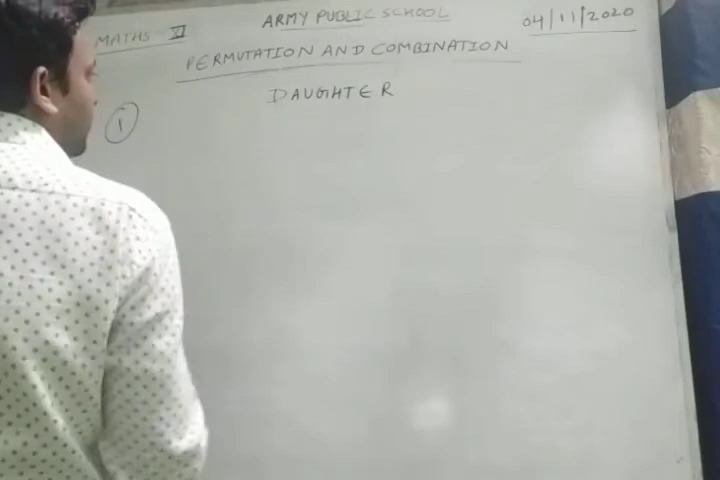 MATHS XI ARMY PUBLIC SCHOOL 04/11/2020
PERMUTATION AND COMBINATION
DAUGHTER
1